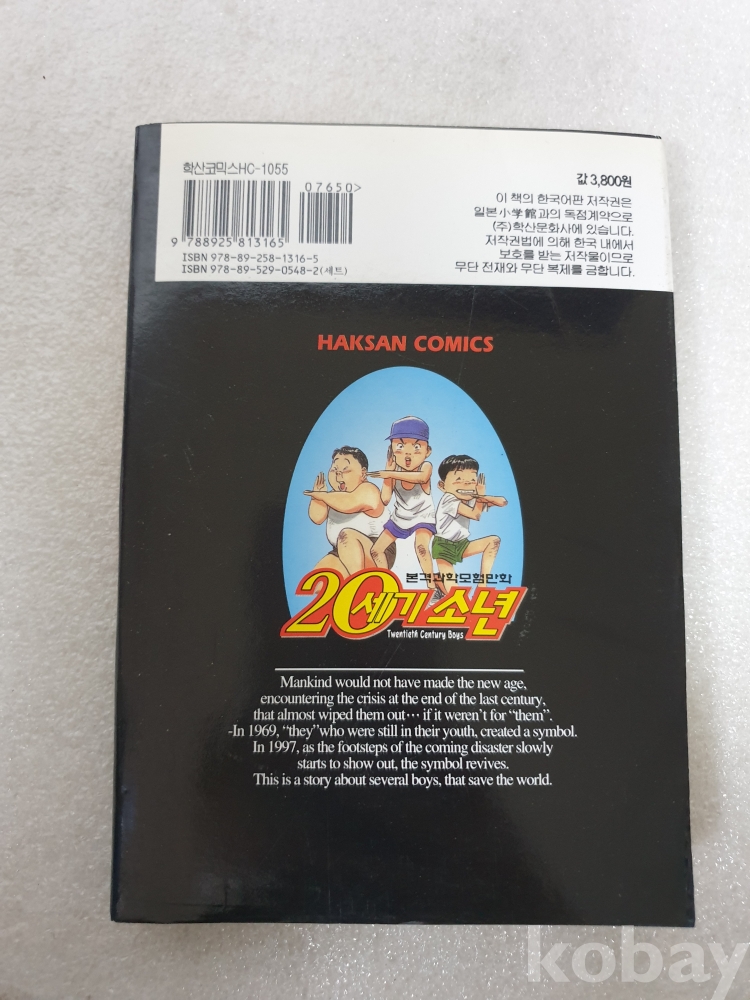 학산코믹스HC-1055
07650>
9 788925 813165
ISBN 978-89-258-1316-5
ISBN 978-89-529-0548-2(세트)
값 3,800원
이 책의 한국어판 저작권은
일본小学館과의 독점계약으로
(주)학산문화사에 있습니다.
저작권법에 의해 한국 내에서
보호를 받는 저작물이므로
무단 전재와 무단 복제를 금합니다.
HAKSAN COMICS
본격과학모험만화
20세기 소년
Twentieth Century Boys
Mankind would not have made the new age,
encountering the crisis at the end of the last century,
that almost wiped them out⋯ if it weren't for “them”.
-In 1969, “they”who were still in their youth, created a symbol.
In 1997, as the footsteps of the coming disaster slowly
starts to show out, the symbol revives.
This is a story about several boys, that save the world.
kobay